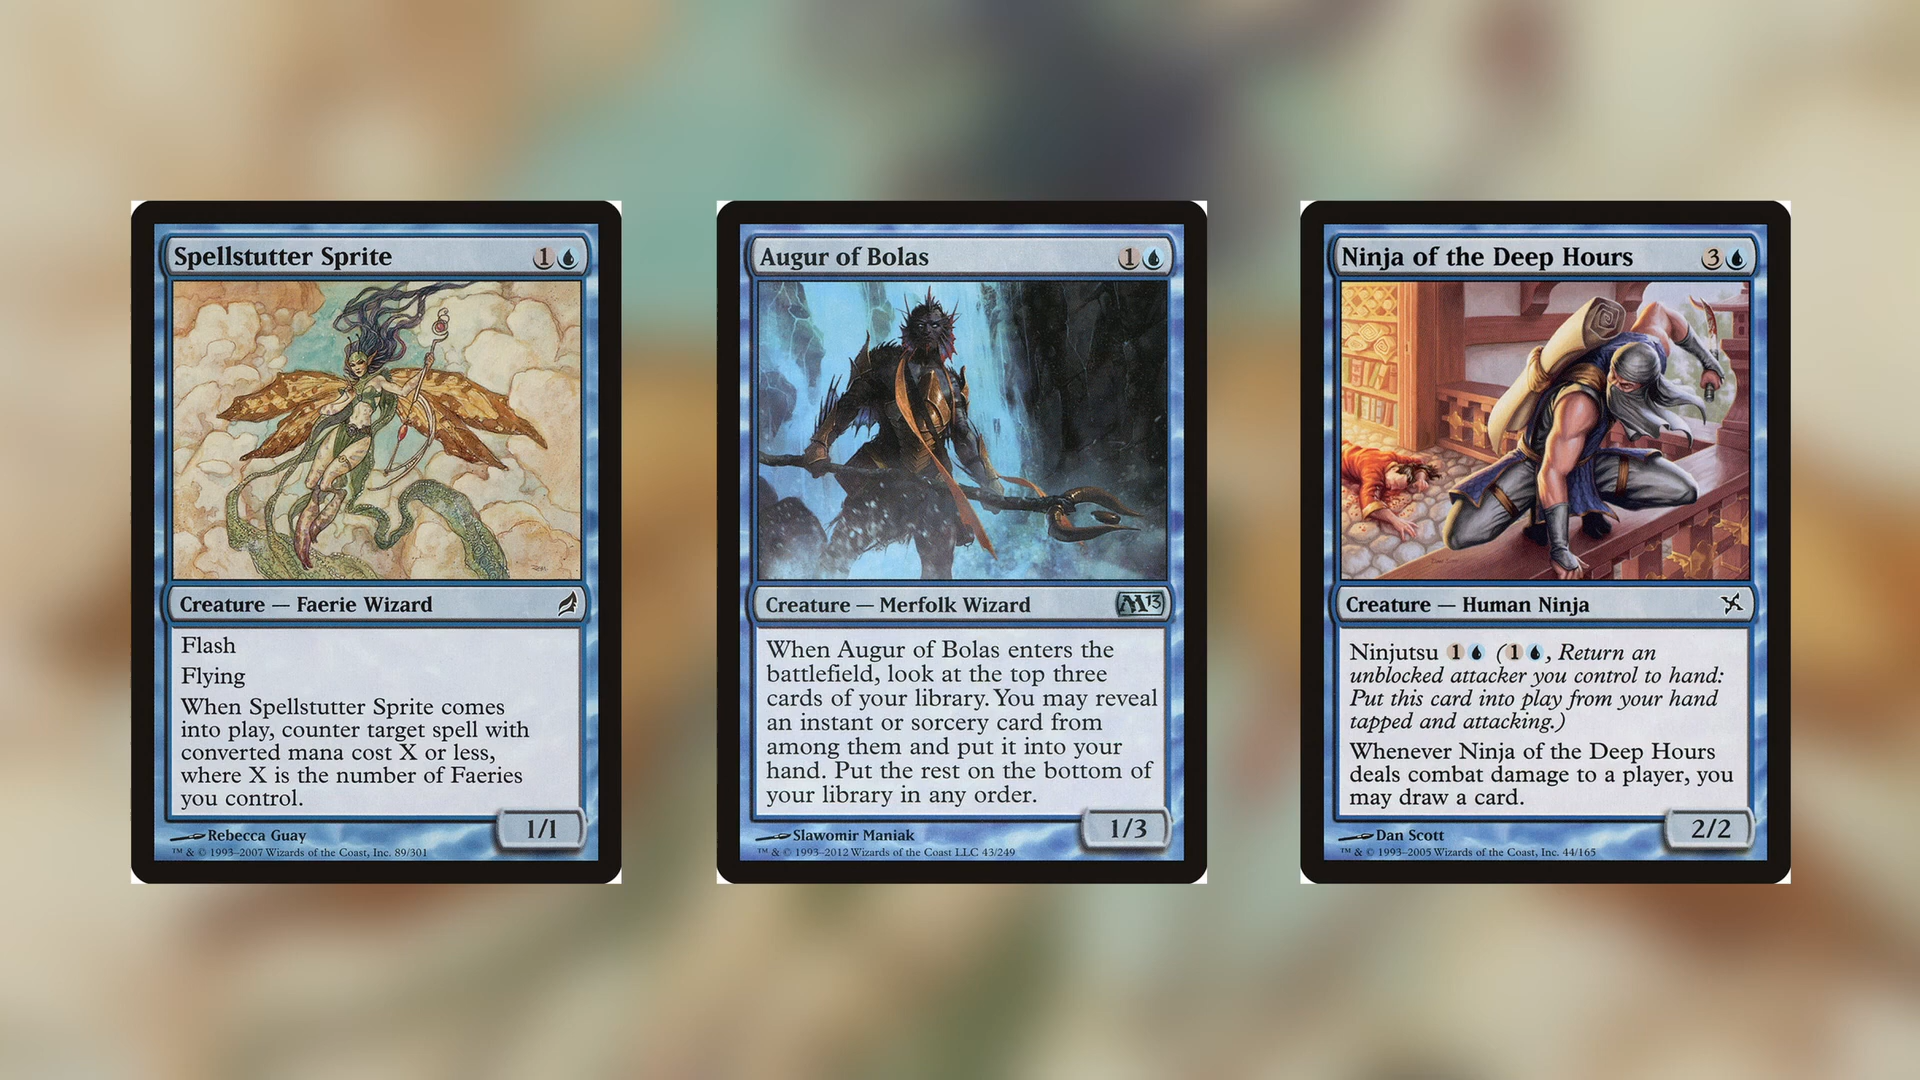 Spellstutter Sprite 1
Creature — Faerie Wizard
Flash
Flying
When Spellstutter Sprite comes
into play, counter target spell with
converted mana cost X or less,
where X is the number of Faeries
you control.
1/1
Rebecca Guay
™ & © 1993–2007 Wizards of the Coast, Inc. 89/301
Augur of Bolas 1
Creature — Merfolk Wizard M13
When Augur of Bolas enters the
battlefield, look at the top three
cards of your library. You may reveal
an instant or sorcery card from
among them and put it into your
hand. Put the rest on the bottom of
your library in any order.
1/3
Slawomir Maniak
™ & © 1993–2012 Wizards of the Coast LLC 43/249
Ninja of the Deep Hours 3
Creature — Human Ninja
Ninjutsu 1 (1, Return an
unblocked attacker you control to hand:
Put this card into play from your hand
tapped and attacking.)
Whenever Ninja of the Deep Hours
deals combat damage to a player, you
may draw a card.
2/2
Dan Scott
™ & © 1993–2005 Wizards of the Coast, Inc. 44/165